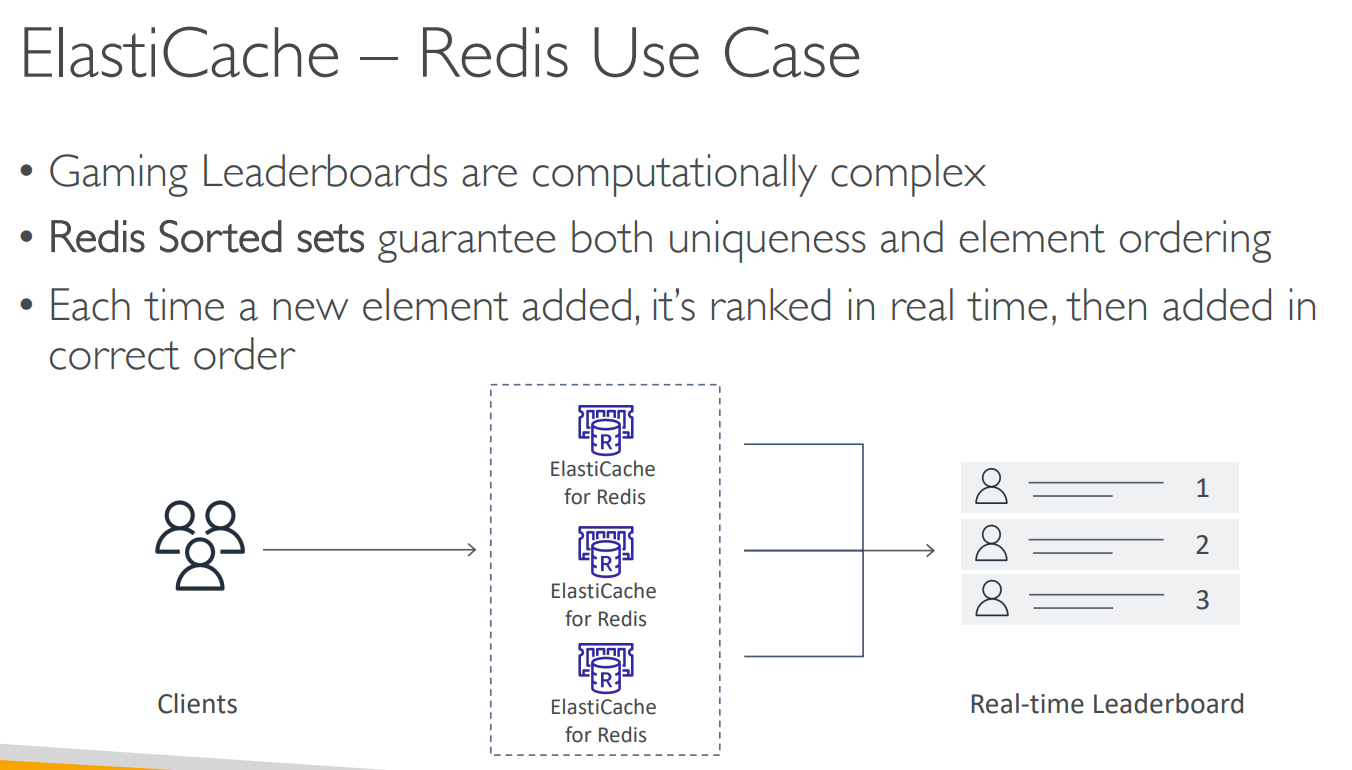 ElastiCache – Redis Use Case
• Gaming Leaderboards are computationally complex
• Redis Sorted sets guarantee both uniqueness and element ordering
• Each time a new element added, it's ranked in real time, then added in
correct order
R
ElastiCache
for Redis
R
ElastiCache
for Redis
R
ElastiCache
for Redis
1
2
3
Clients
Real-time Leaderboard